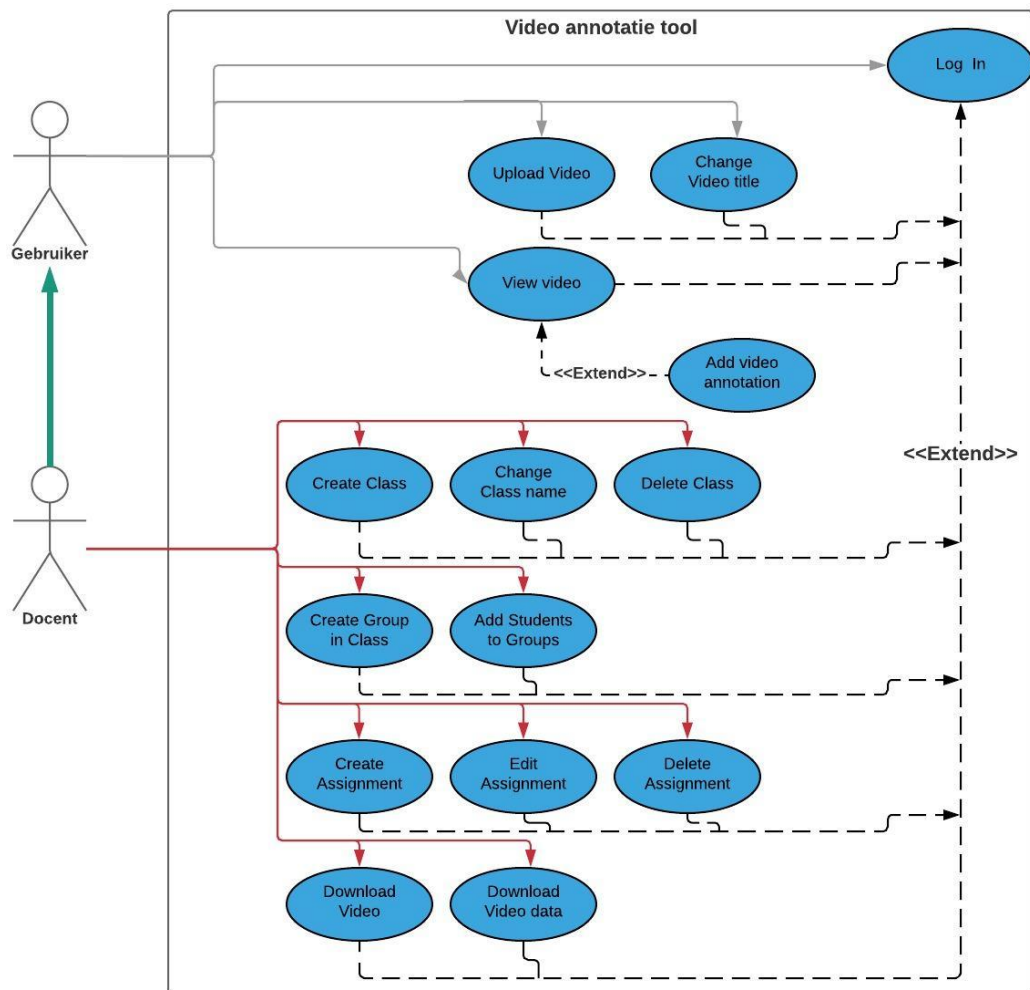 Video annotatie tool
Log In
Upload Video
Change
Video title
Gebruiker
View video
<<Extend>>
Add video
annotation
<<Extend>>
Create Class
Change
Class name
Delete Class
Docent
Create Group
in Class
Add Students
to Groups
Create
Assignment
Edit
Assignment
Delete
Assignment
Download
Video
Download
Video data